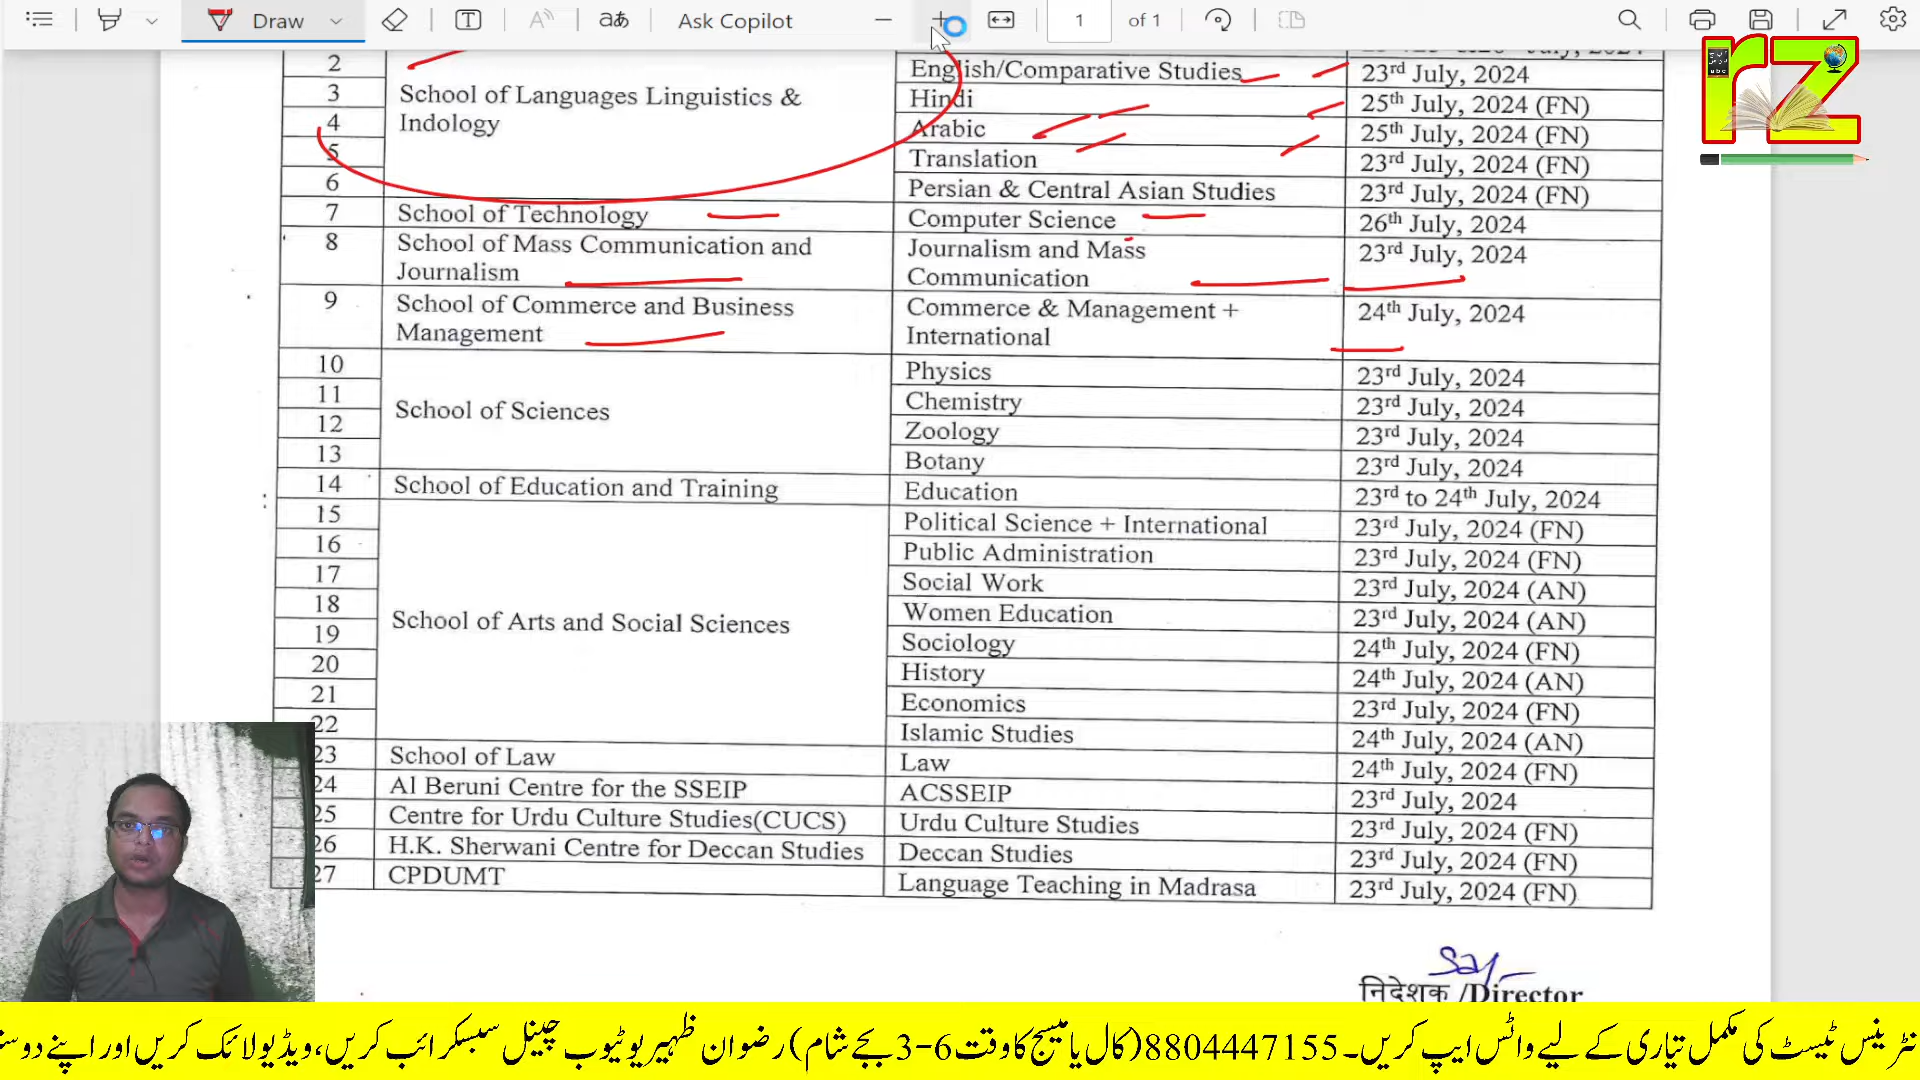 Draw
Ask Copilot
1 of 1
rz
2 English/Comparative Studies 23rd July, 2024
3 School of Languages Linguistics & Hindi 25th July, 2024 (FN)
4 Indology Arabic 25th July, 2024 (FN)
5 Translation 23rd July, 2024 (FN)
6 Persian & Central Asian Studies 23rd July, 2024 (FN)
7 School of Technology Computer Science 26th July, 2024
8 School of Mass Communication and Journalism and Mass 23rd July, 2024
Journalism Communication
9 School of Commerce and Business Commerce & Management + 24th July, 2024
Management International
10 Physics 23rd July, 2024
11 School of Sciences Chemistry 23rd July, 2024
12 Zoology 23rd July, 2024
13 Botany 23rd July, 2024
14 School of Education and Training Education 23rd to 24th July, 2024
15 Political Science + International 23rd July, 2024 (FN)
16 Public Administration 23rd July, 2024 (FN)
17 Social Work 23rd July, 2024 (AN)
18 School of Arts and Social Sciences Women Education 23rd July, 2024 (AN)
19 Sociology 24th July, 2024 (FN)
20 History 24th July, 2024 (AN)
21 Economics 23rd July, 2024 (FN)
22 Islamic Studies 24th July, 2024 (AN)
23 School of Law Law 24th July, 2024 (FN)
24 Al Beruni Centre for the SSEIP ACSSEIP 23rd July, 2024
25 Centre for Urdu Culture Studies(CUCS) Urdu Culture Studies 23rd July, 2024 (FN)
26 H.K. Sherwani Centre for Deccan Studies Deccan Studies 23rd July, 2024 (FN)
27 CPDUMT Language Teaching in Madrasa 23rd July, 2024 (FN)
निदेशक /Director
ٹیسٹ کی مکمل تیاری کے لیے واٹس ایپ کریں۔8804447155(کال یا میسج کا وقت 6-3 بجے شام) رضوان ظہیر یوٹیوب چینل سبسکرائب کریں، ویڈیو لائک کریں اور اپنے